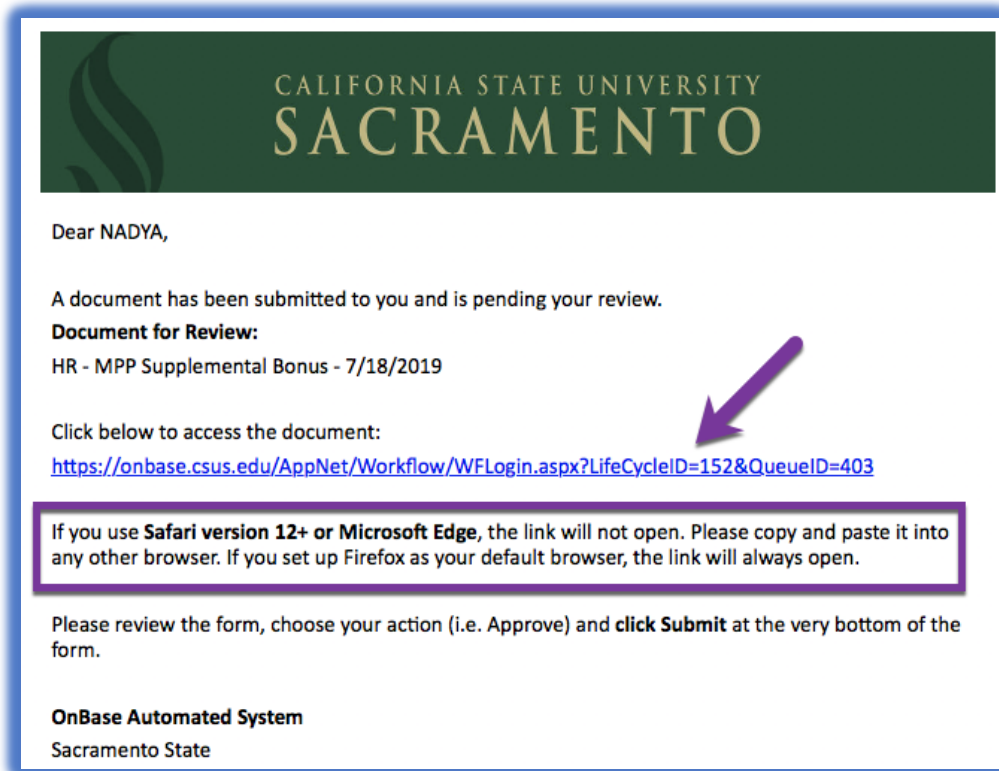 CALIFORNIA STATE UNIVERSITY
SACRAMENTO
Dear NADYA,
A document has been submitted to you and is pending your review.
Document for Review:
HR - MPP Supplemental Bonus - 7/18/2019
Click below to access the document:
https://onbase.csus.edu/AppNet/Workflow/WFLogin.aspx?LifeCycleID=152&QueueID=403
If you use Safari version 12+ or Microsoft Edge, the link will not open. Please copy and paste it into
any other browser. If you set up Firefox as your default browser, the link will always open.
Please review the form, choose your action (i.e. Approve) and click Submit at the very bottom of the
form.
OnBase Automated System
Sacramento State